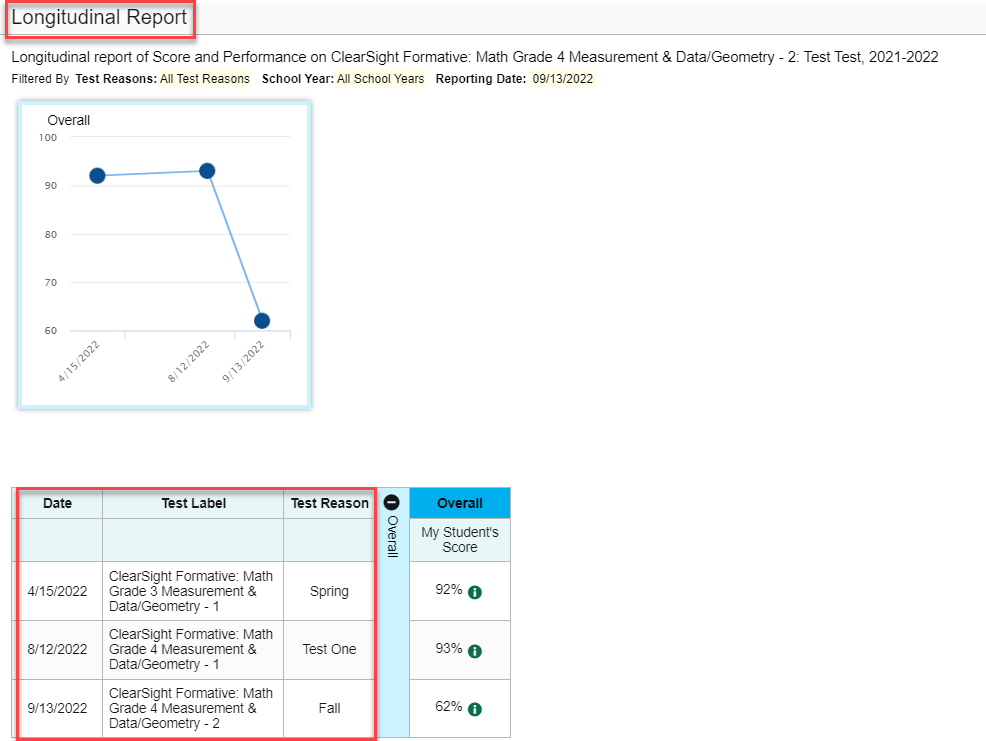 Longitudinal Report
Longitudinal report of Score and Performance on ClearSight Formative: Math Grade 4 Measurement & Data/Geometry - 2: Test Test, 2021-2022
Filtered By Test Reasons: All Test Reasons School Year: All School Years Reporting Date: 09/13/2022
Overall
100
90
80
70
60
4/15/2022
8/12/2022
9/13/2022
Date Test Label Test Reason Overall Overall
My Student's
Score
4/15/2022
ClearSight Formative: Math
Grade 3 Measurement &
Data/Geometry - 1
Spring
92%
8/12/2022
ClearSight Formative: Math
Grade 4 Measurement &
Data/Geometry - 1
Test One
93%
9/13/2022
ClearSight Formative: Math
Grade 4 Measurement &
Data/Geometry - 2
Fall
62%